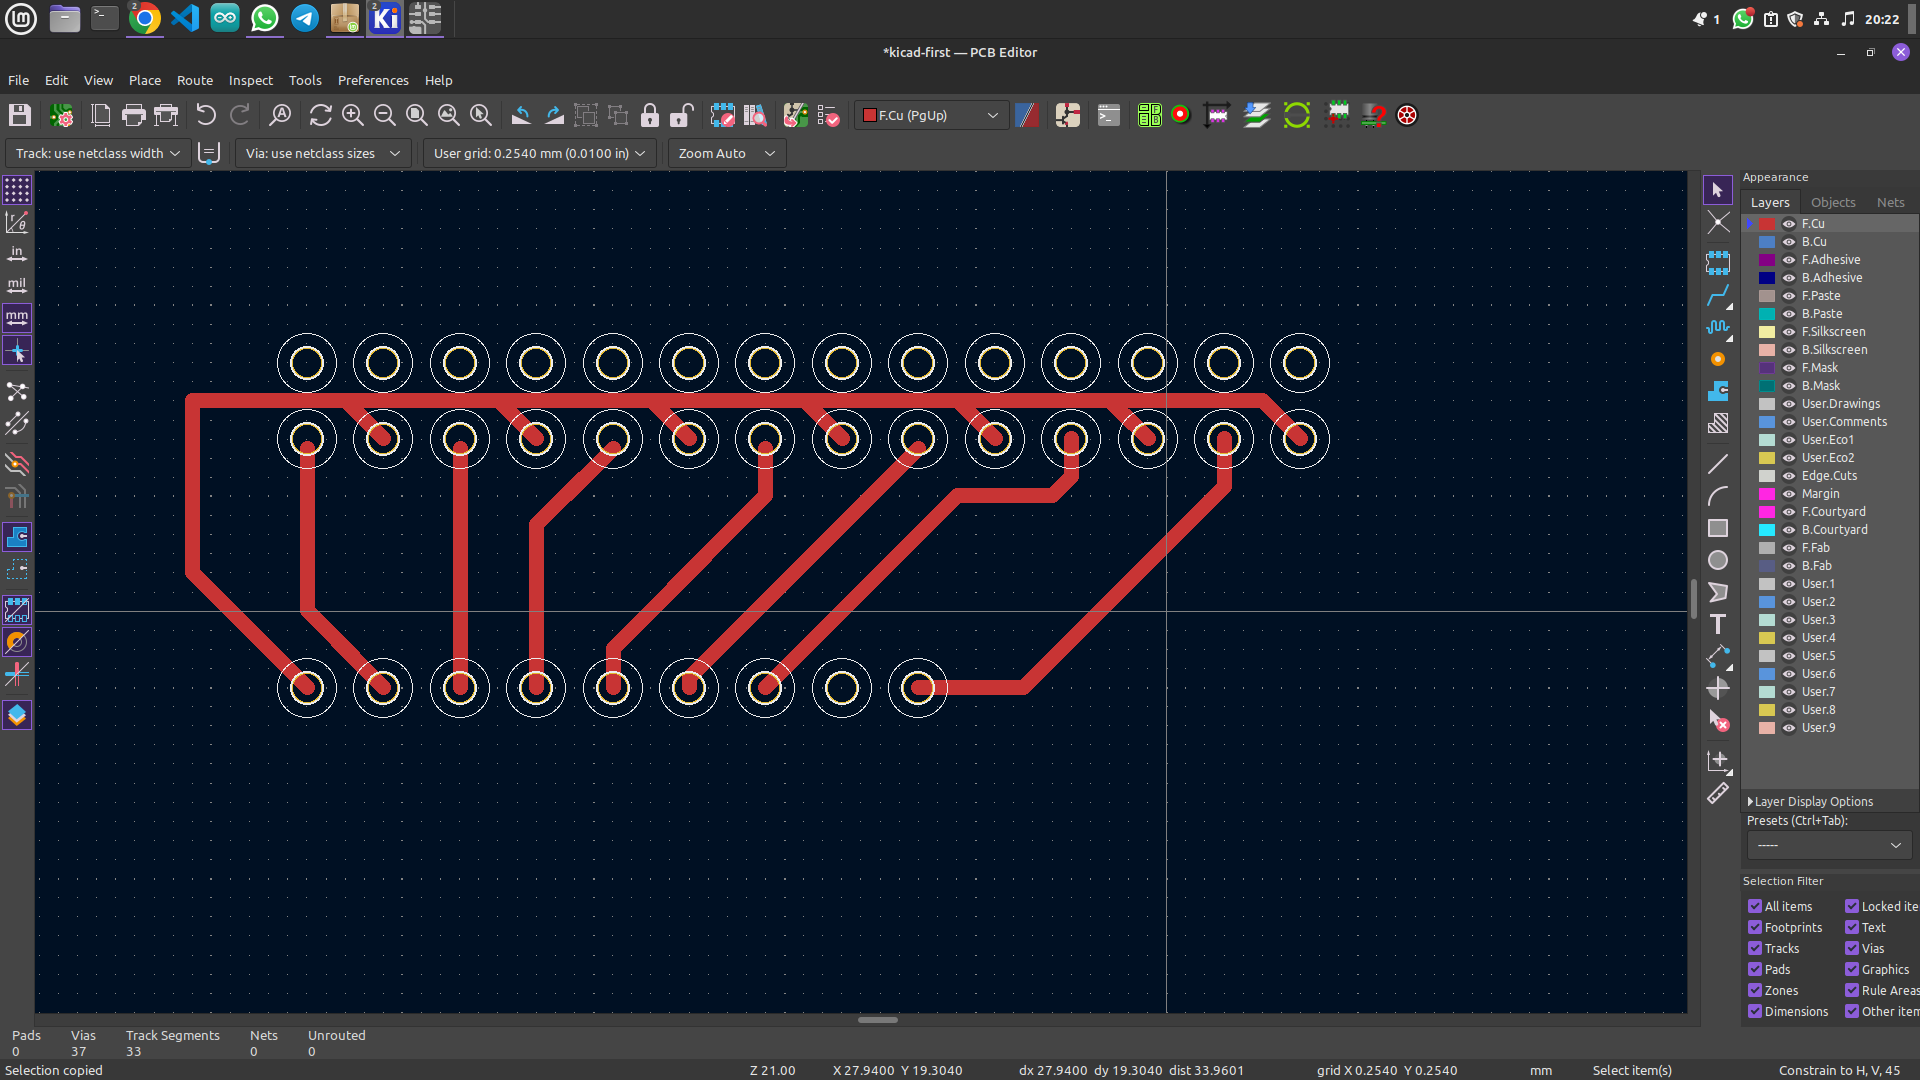 2
2
Ki
1
20:22
*kicad-first — PCB Editor
File Edit View Place Route Inspect Tools Preferences Help
F.Cu (PgUp)
Track: use netclass width
Via: use netclass sizes
User grid: 0.2540 mm (0.0100 in)
Zoom Auto
in
mil
mm
Appearance
Layers Objects Nets
F.Cu
B.Cu
F.Adhesive
B.Adhesive
F.Paste
B.Paste
F.Silkscreen
B.Silkscreen
F.Mask
B.Mask
User.Drawings
User.Comments
User.Eco1
User.Eco2
Edge.Cuts
Margin
F.Courtyard
B.Courtyard
F.Fab
B.Fab
User.1
User.2
User.3
User.4
User.5
User.6
User.7
User.8
User.9
Layer Display Options
Presets (Ctrl+Tab):
-----
Selection Filter
All items Locked ite
Footprints Text
Tracks Vias
Pads Graphics
Zones Rule Areas
Dimensions Other item
Pads Vias Track Segments Nets Unrouted
0 37 33 0 0
Selection copied Z 21.00 X 27.9400 Y 19.3040 dx 27.9400 dy 19.3040 dist 33.9601 grid X 0.2540 Y 0.2540 mm Select item(s) Constrain to H, V, 45